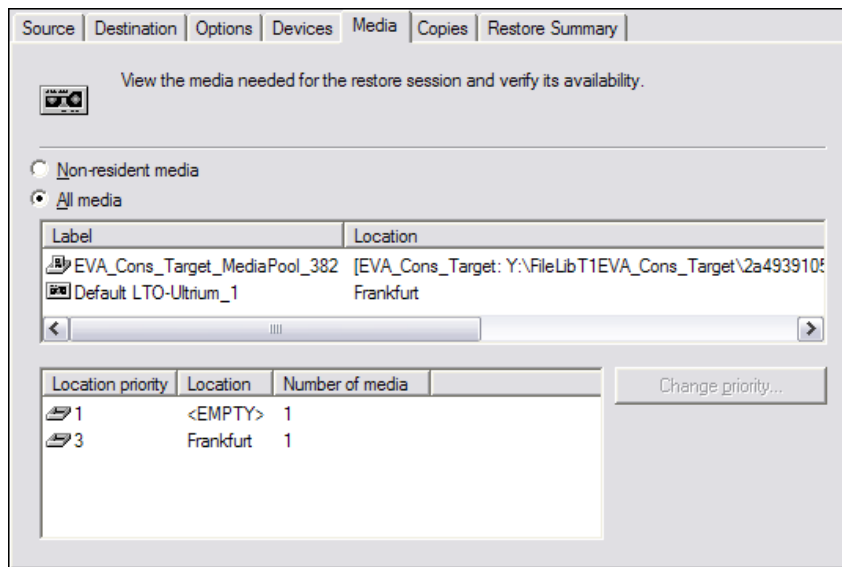 Source Destination Options Devices Media Copies Restore Summary
View the media needed for the restore session and verify its availability.
Non-resident media
All media
Label Location
EVA_Cons_Target_MediaPool_382 [EVA_Cons_Target: Y:\FileLibT1EVA_Cons_Target\2a4939105
Default LTO-Ultrium_1 Frankfurt
Location priority Location Number of media Change priority...
1 <EMPTY> 1
3 Frankfurt 1